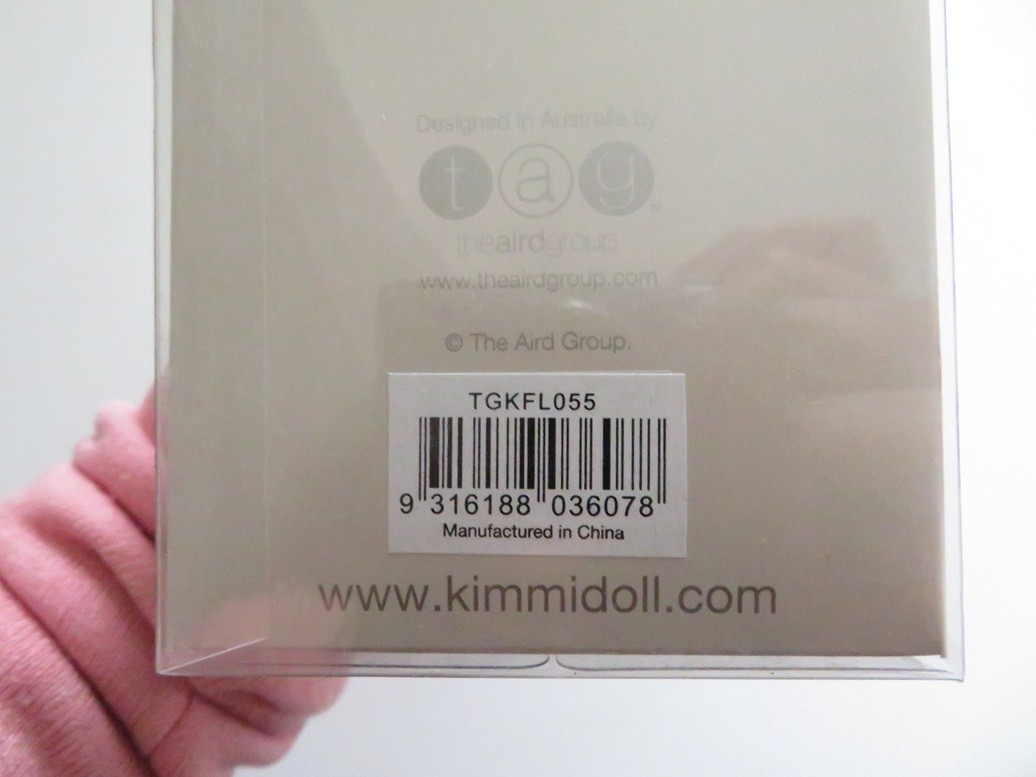 Designed in Australia by
tag™
theairdgroup
www.theairdgroup.com
© The Aird Group.
TGKFL055
9 316188 036078
Manufactured in China
www.kimmidoll.com